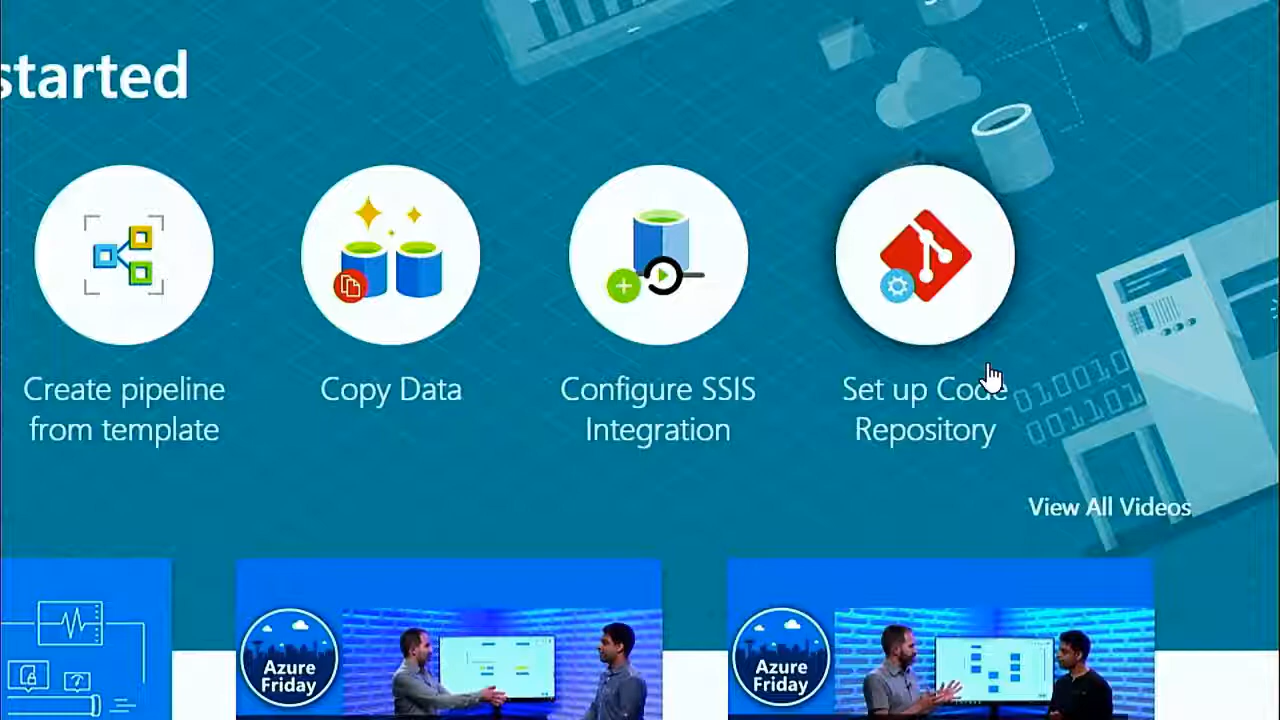 started
Create pipeline
from template
Copy Data
Configure SSIS
Integration
Set up Code
Repository
View All Videos
Azure
Friday
Azure
Friday